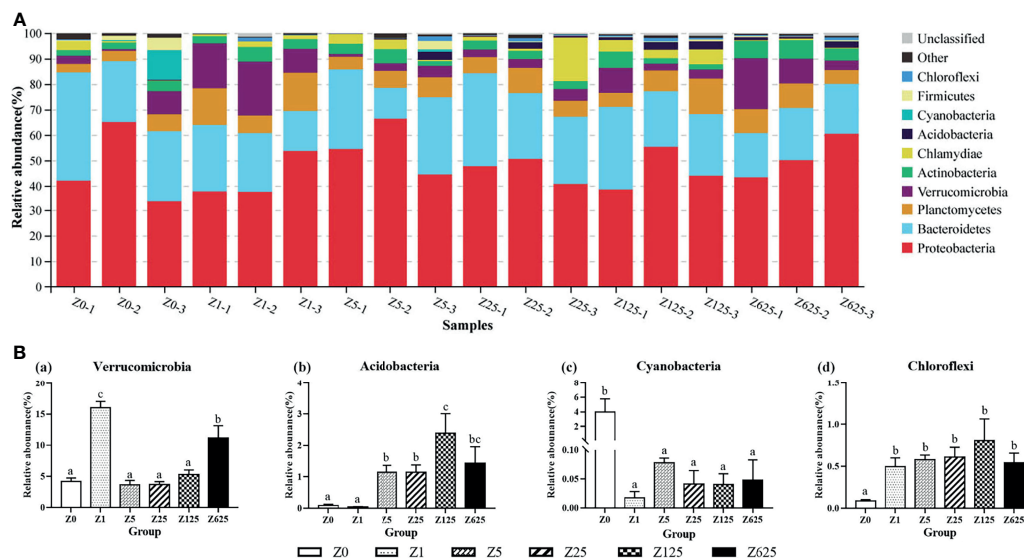 A
Relative abundance(%)
100
90
80
70
60
50
40
30
20
10
0
Z0-1
Z0-2
Z0-3
Z1-1
Z1-2
Z1-3
Z5-1
Z5-2
Z5-3
Z25-1
Z25-2
Z25-3
Z125-1
Z125-2
Z125-3
Z625-1
Z625-2
Z625-3
Samples
Unclassified
Other
Chloroflexi
Firmicutes
Cyanobacteria
Acidobacteria
Chlamydiae
Actinobacteria
Verrucomicrobia
Planctomycetes
Bacteroidetes
Proteobacteria
B
(a)
Verrucomicrobia
Relative abounance(%)
20
15
10
5
0
a
c
a
a
a
b
Z0
Z1
Z5
Z25
Z125
Z625
Group
(b)
Acidobacteria
Relative abounance(%)
4
3
2
1
0
a
a
b
b
c
bc
Z0
Z1
Z5
Z25
Z125
Z625
Group
(c)
Cyanobacteria
Relative abounance(%)
8
6
4
2
0.10
0.05
0.00
b
a
a
a
a
a
Z0
Z1
Z5
Z25
Z125
Z625
Group
(d)
Chloroflexi
Relative abounance(%)
1.5
1.0
0.5
0.0
a
b
b
b
b
b
Z0
Z1
Z5
Z25
Z125
Z625
Group
Z0
Z1
Z5
Z25
Z125
Z625